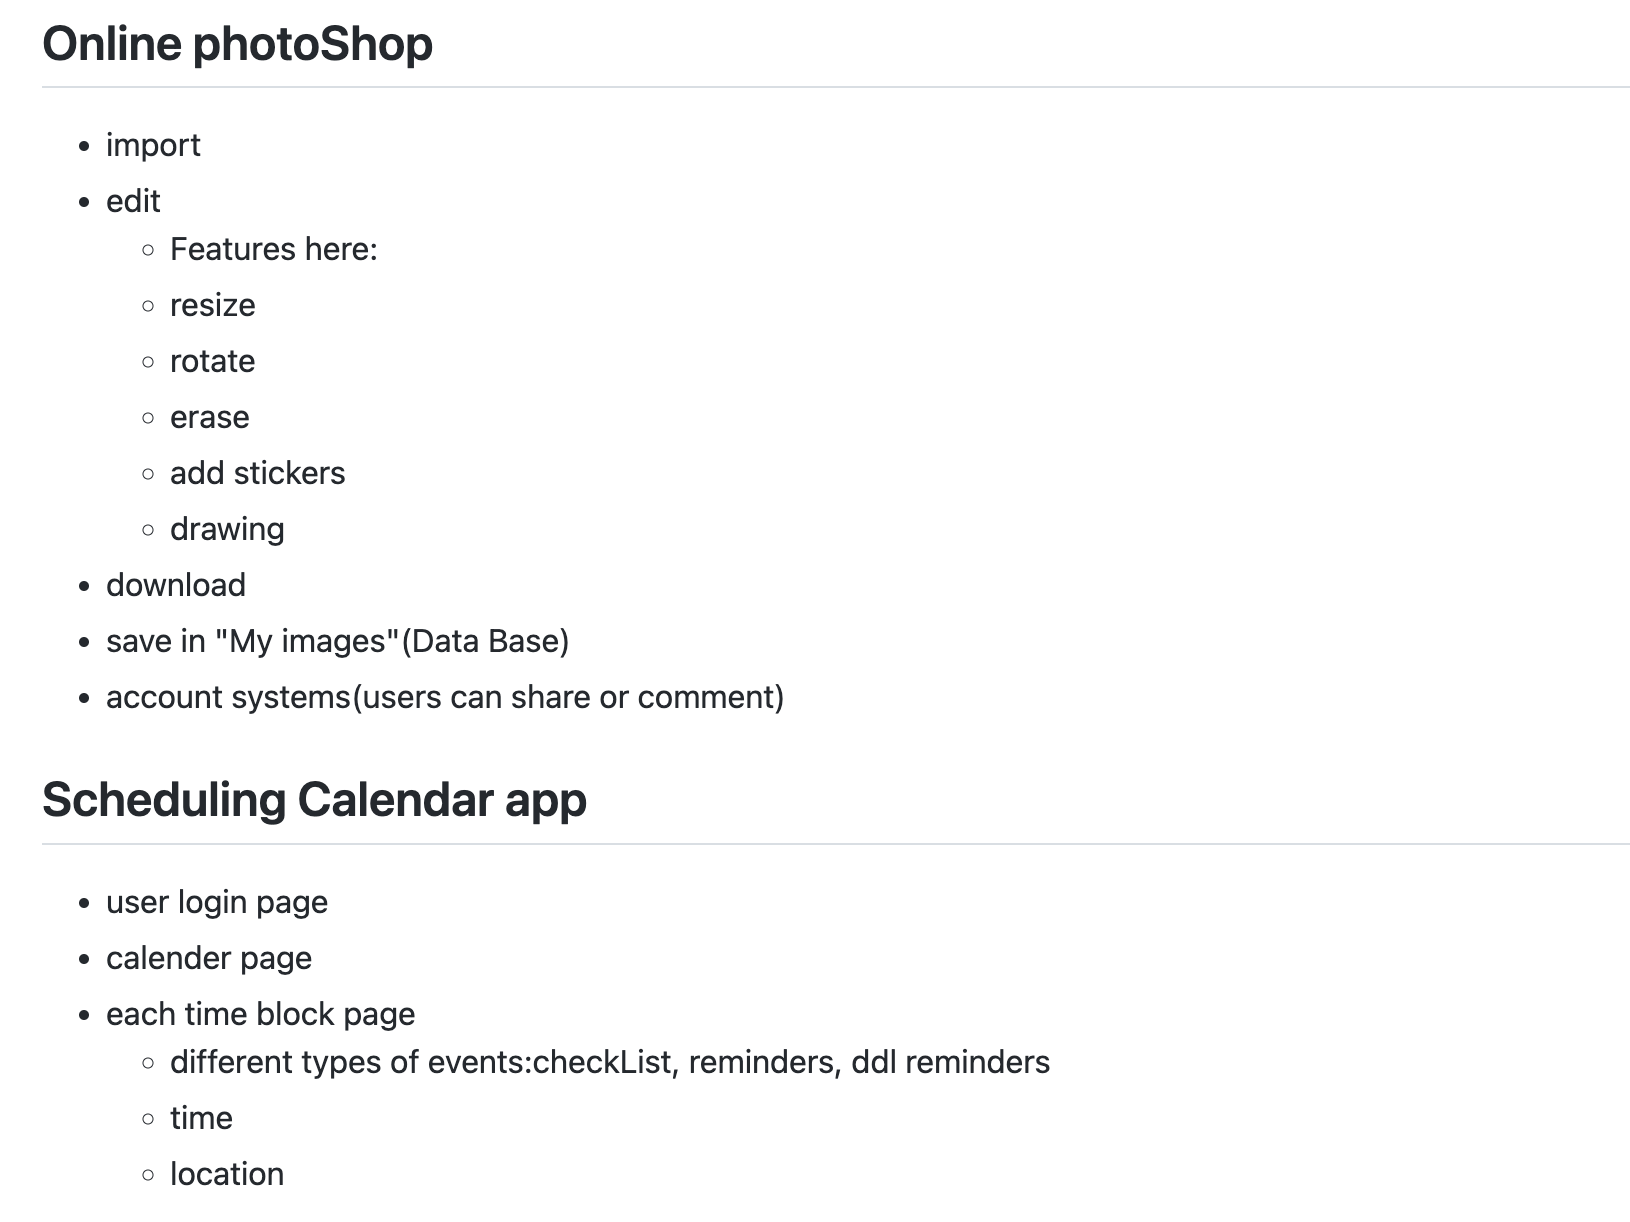 Online photoShop
import
edit
Features here:
resize
rotate
erase
add stickers
drawing
download
save in "My images"(Data Base)
account systems(users can share or comment)
Scheduling Calendar app
user login page
calender page
each time block page
different types of events:checkList, reminders, ddl reminders
time
location